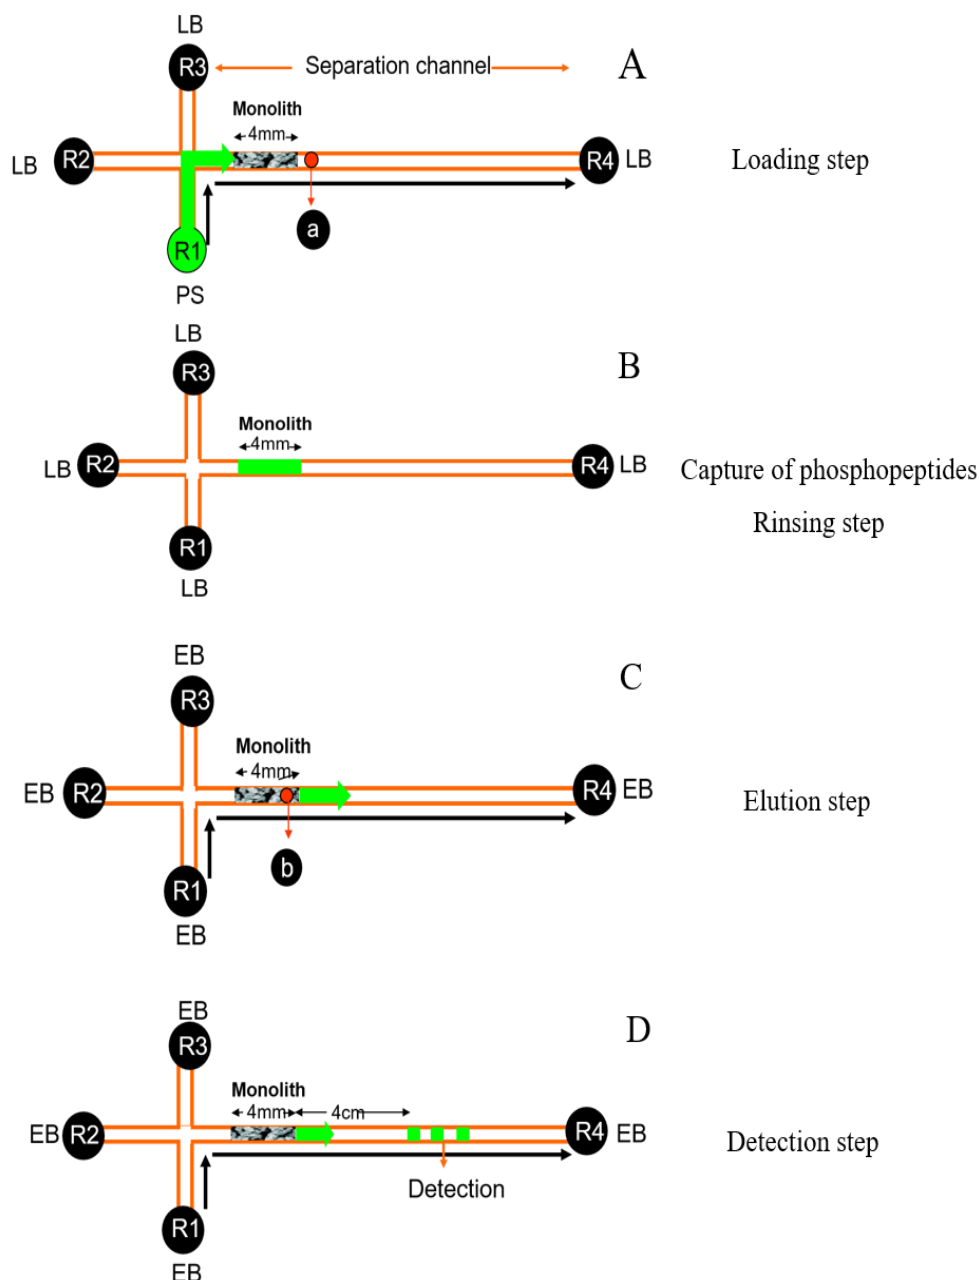 LB
R3
Separation channel
A
Monolith
4mm
LB
R2
R4
LB
Loading step
a
R1
PS
LB
R3
B
Monolith
4mm
LB
R2
R4
LB
Capture of phosphopeptides
Rinsing step
R1
LB
EB
R3
C
Monolith
4mm
EB
R2
R4
EB
Elution step
b
R1
EB
EB
R3
D
Monolith
4mm
4cm
EB
R2
R4
EB
Detection step
Detection
R1
EB